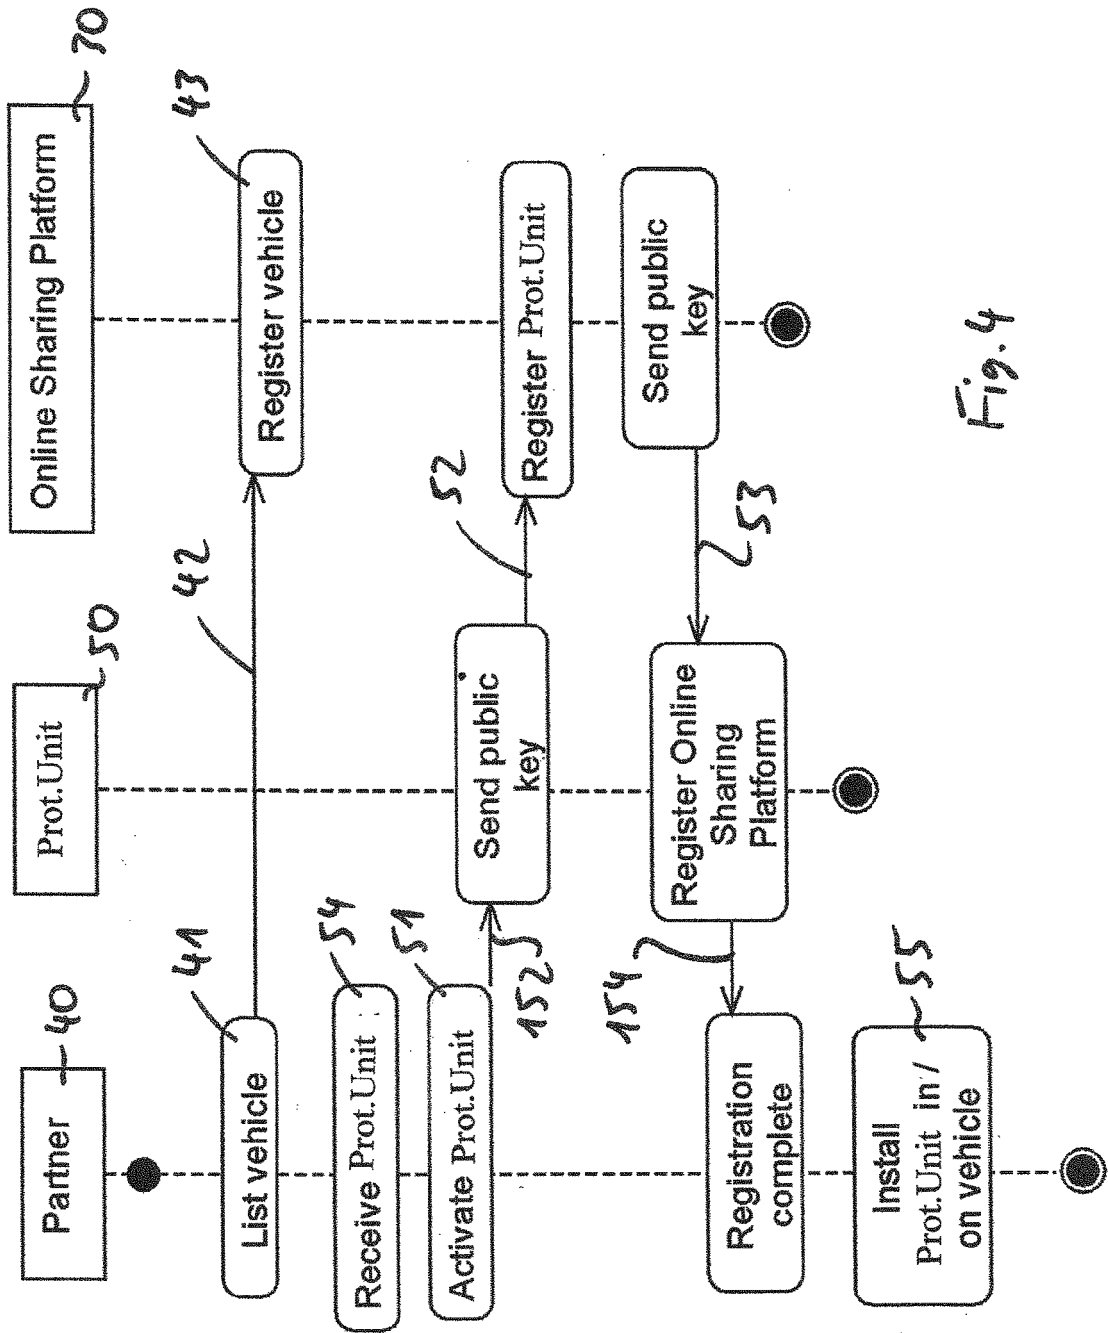 Partner
40
Prot.Unit
50
Online Sharing Platform
70
List vehicle
41
42
Register vehicle
43
Receive Prot.Unit
54
Activate Prot.Unit
51
152
Send public
key
52
Register Prot.Unit
Send public
key
53
Register Online
Sharing
Platform
154
Registration
complete
Install
Prot.Unit in /
on vehicle
55
Fig. 4